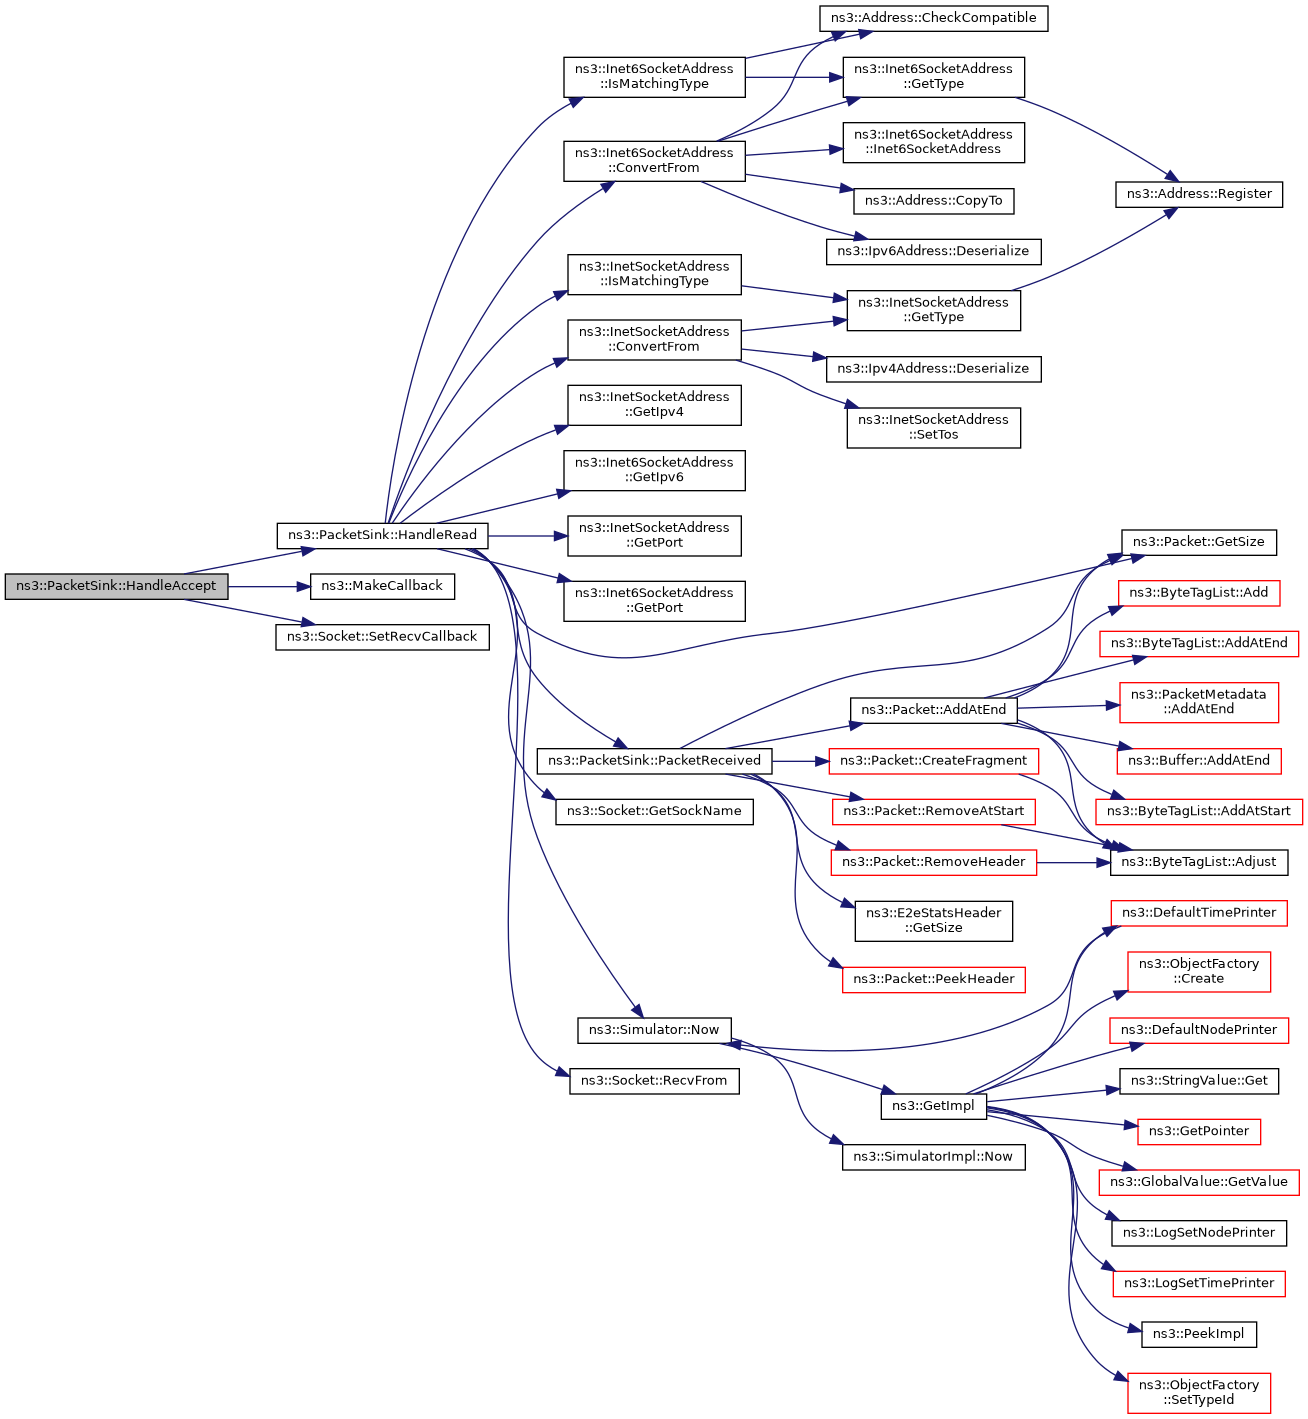 ns3::Address::CheckCompatible
ns3::Inet6SocketAddress
::IsMatchingType
ns3::Inet6SocketAddress
::GetType
ns3::Inet6SocketAddress
::Inet6SocketAddress
ns3::Inet6SocketAddress
::ConvertFrom
ns3::Address::CopyTo
ns3::Address::Register
ns3::Ipv6Address::Deserialize
ns3::InetSocketAddress
::IsMatchingType
ns3::InetSocketAddress
::GetType
ns3::InetSocketAddress
::ConvertFrom
ns3::Ipv4Address::Deserialize
ns3::InetSocketAddress
::GetIpv4
ns3::InetSocketAddress
::SetTos
ns3::Inet6SocketAddress
::GetIpv6
ns3::PacketSink::HandleRead
ns3::InetSocketAddress
::GetPort
ns3::Packet::GetSize
ns3::PacketSink::HandleAccept
ns3::MakeCallback
ns3::Inet6SocketAddress
::GetPort
ns3::ByteTagList::Add
ns3::Socket::SetRecvCallback
ns3::ByteTagList::AddAtEnd
ns3::Packet::AddAtEnd
ns3::PacketMetadata
::AddAtEnd
ns3::PacketSink::PacketReceived
ns3::Packet::CreateFragment
ns3::Buffer::AddAtEnd
ns3::Socket::GetSockName
ns3::Packet::RemoveAtStart
ns3::ByteTagList::AddAtStart
ns3::Packet::RemoveHeader
ns3::ByteTagList::Adjust
ns3::E2eStatsHeader
::GetSize
ns3::DefaultTimePrinter
ns3::Packet::PeekHeader
ns3::ObjectFactory
::Create
ns3::Simulator::Now
ns3::DefaultNodePrinter
ns3::Socket::RecvFrom
ns3::StringValue::Get
ns3::GetImpl
ns3::GetPointer
ns3::SimulatorImpl::Now
ns3::GlobalValue::GetValue
ns3::LogSetNodePrinter
ns3::LogSetTimePrinter
ns3::PeekImpl
ns3::ObjectFactory
::SetTypeId